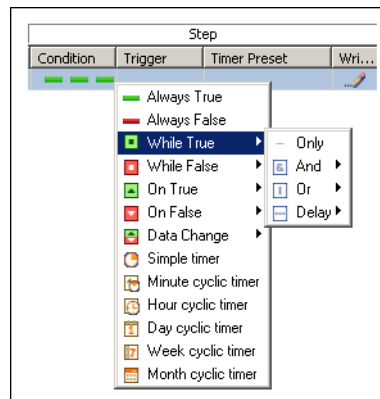 Step
Condition Trigger Timer Preset Wri...
Always True
Always False
While True
Only
While False
And
On True
Or
On False
Delay
Data Change
Simple timer
Minute cyclic timer
Hour cyclic timer
Day cyclic timer
Week cyclic timer
Month cyclic timer